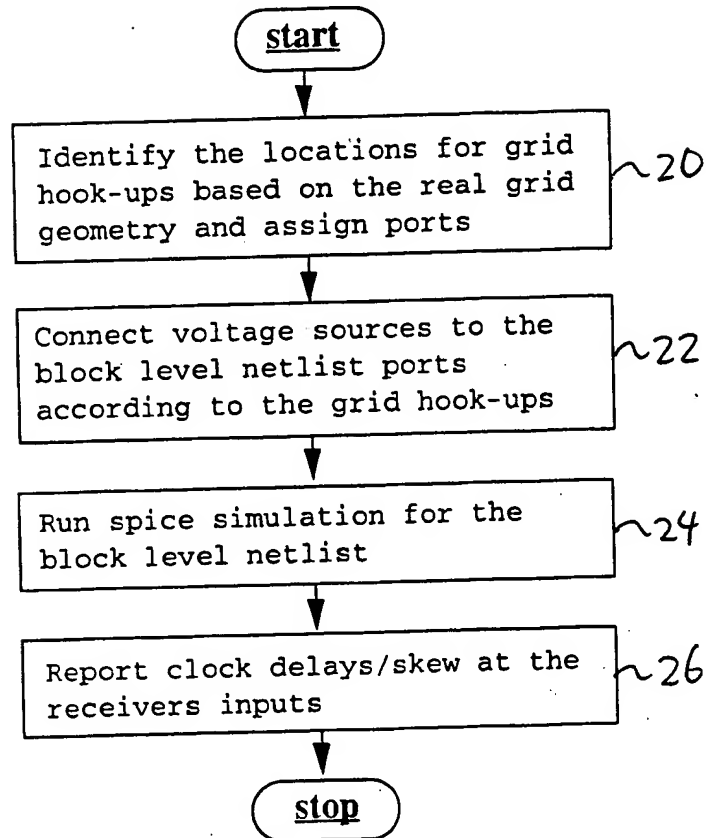 start
Identify the locations for grid
hook-ups based on the real grid
geometry and assign ports
~20
Connect voltage sources to the
block level netlist ports
according to the grid hook-ups
~22
Run spice simulation for the
block level netlist
~24
Report clock delays/skew at the
receivers inputs
~26
stop